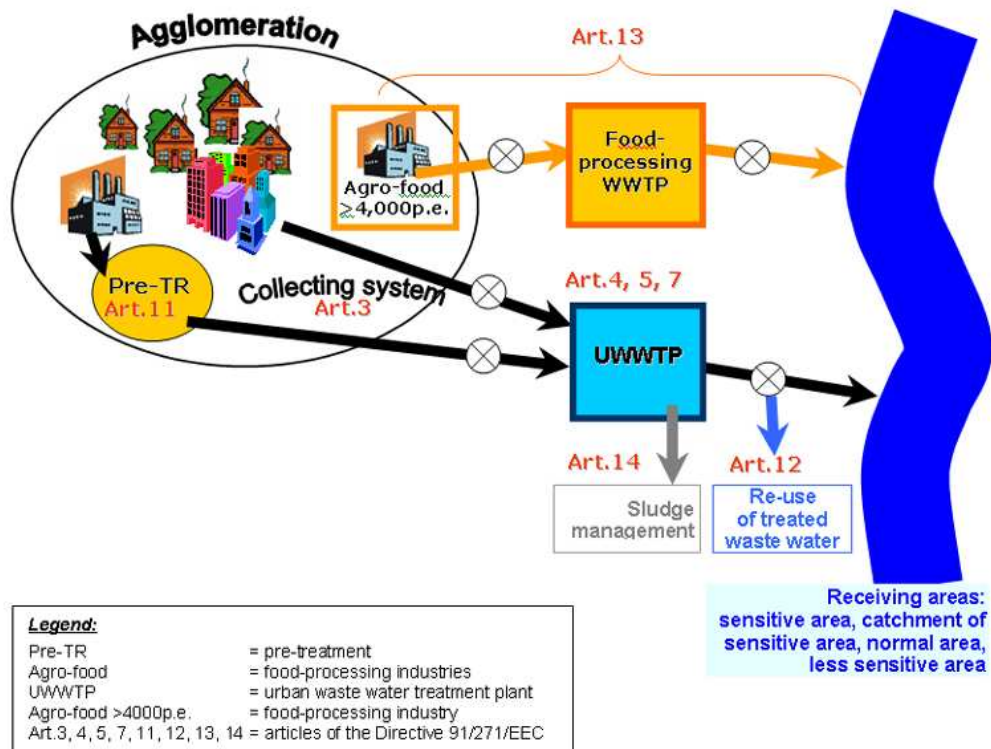 Agglomeration
Art.13
Agro-food
>4,000p.e.
Food-
processing
WWTP
Pre-TR
Art.11
Collecting system
Art.3
Art.4, 5, 7
UWWTP
Art.14
Sludge
management
Art.12
Re-use
of treated
waste water
Receiving areas:
sensitive area, catchment of
sensitive area, normal area,
less sensitive area
Legend:
Pre-TR = pre-treatment
Agro-food = food-processing industries
UWWTP = urban waste water treatment plant
Agro-food >4000p.e. = food-processing industry
Art.3, 4, 5, 7, 11, 12, 13, 14 = articles of the Directive 91/271/EEC